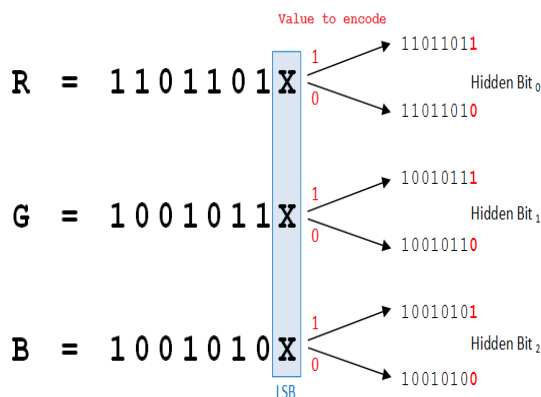 Value to encode
1
11011011
R = 1101101X
Hidden Bit 0
0
11011010
1
10010111
G = 1001011X
Hidden Bit 1
0
10010110
1
10010101
B = 1001010X
Hidden Bit 2
0
10010100
LSB